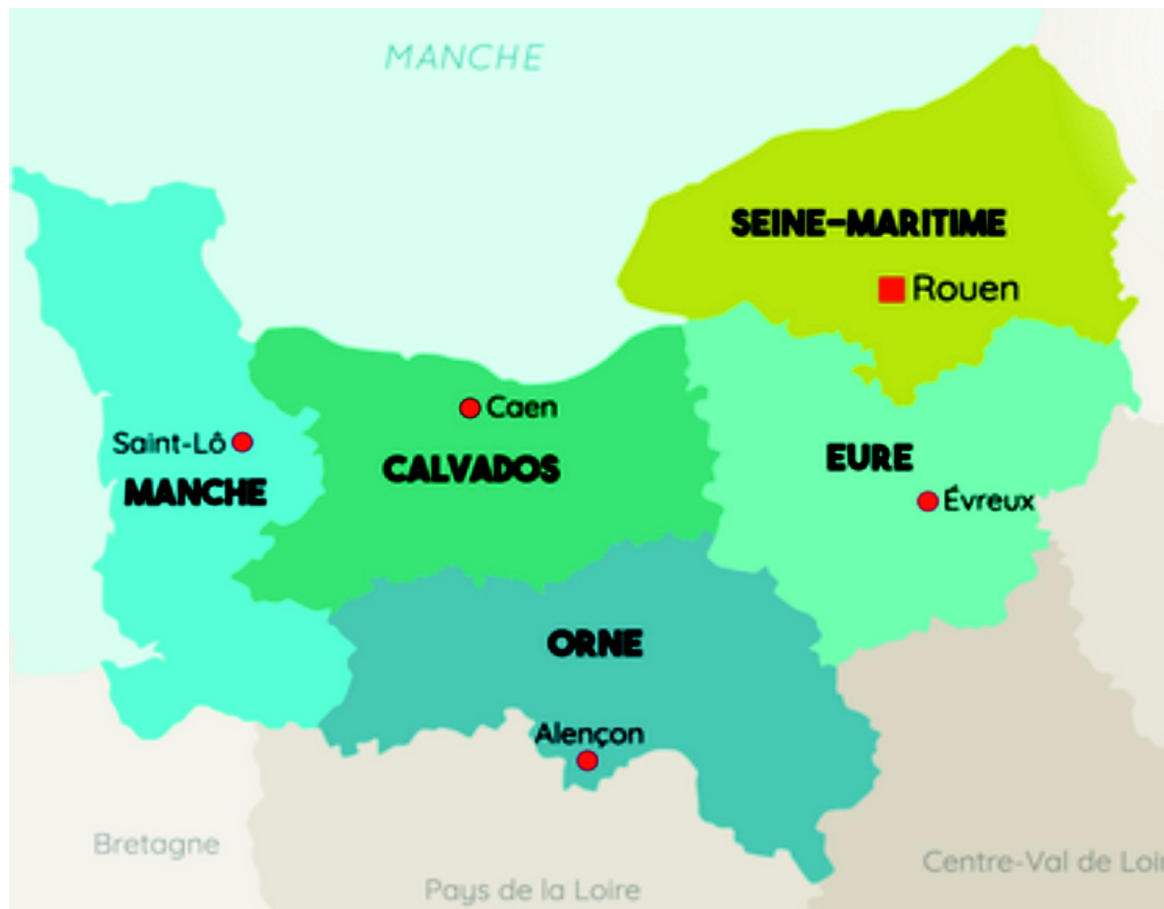 MANCHE
SEINE-MARITIME
Rouen
Caen
Saint-Lô
CALVADOS
EURE
MANCHE
Évreux
ORNE
Alençon
Bretagne
Centre-Val de Loir
Pays de la Loire